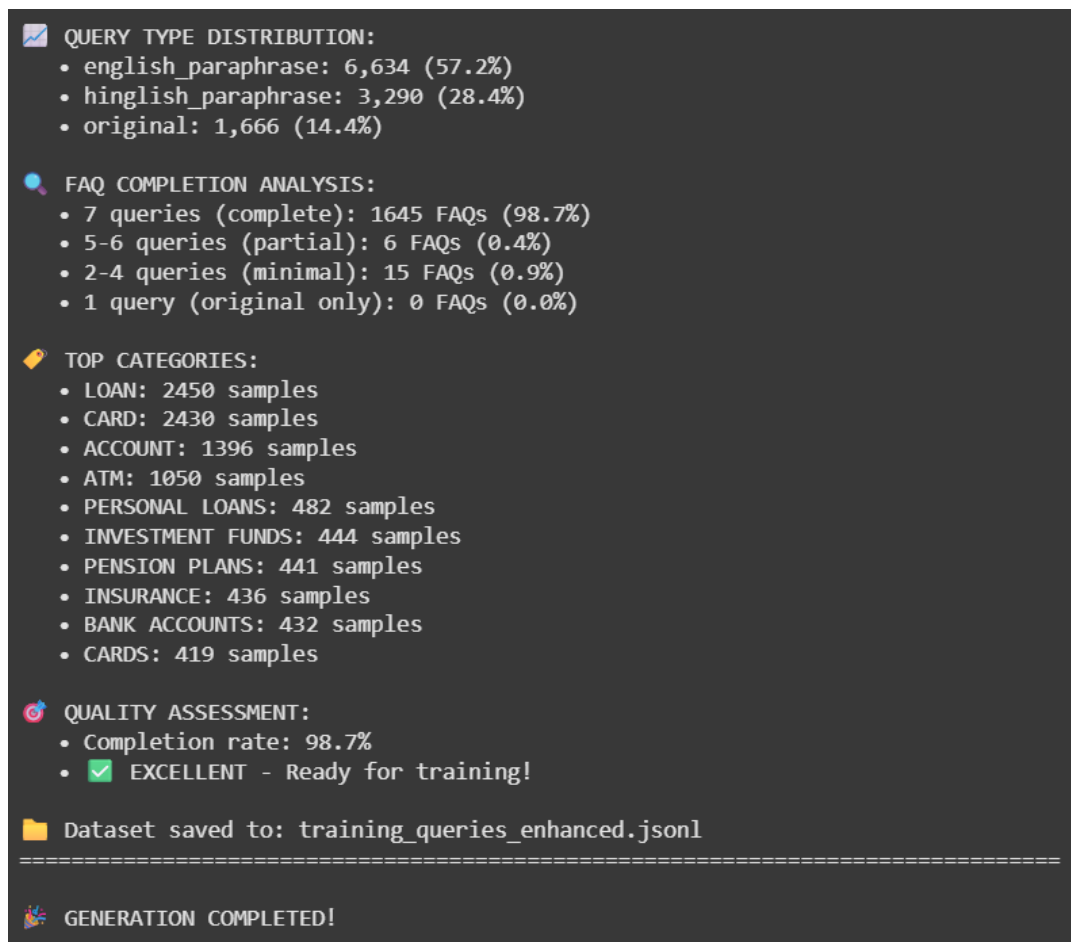 📈 QUERY TYPE DISTRIBUTION:
• english_paraphrase: 6,634 (57.2%)
• hinglish_paraphrase: 3,290 (28.4%)
• original: 1,666 (14.4%)
🔍 FAQ COMPLETION ANALYSIS:
• 7 queries (complete): 1645 FAQs (98.7%)
• 5-6 queries (partial): 6 FAQs (0.4%)
• 2-4 queries (minimal): 15 FAQs (0.9%)
• 1 query (original only): 0 FAQs (0.0%)
🏷️ TOP CATEGORIES:
• LOAN: 2450 samples
• CARD: 2430 samples
• ACCOUNT: 1396 samples
• ATM: 1050 samples
• PERSONAL LOANS: 482 samples
• INVESTMENT FUNDS: 444 samples
• PENSION PLANS: 441 samples
• INSURANCE: 436 samples
• BANK ACCOUNTS: 432 samples
• CARDS: 419 samples
🎯 QUALITY ASSESSMENT:
• Completion rate: 98.7%
• ✅ EXCELLENT - Ready for training!
📁 Dataset saved to: training_queries_enhanced.jsonl
================================================================================
🎉 GENERATION COMPLETED!